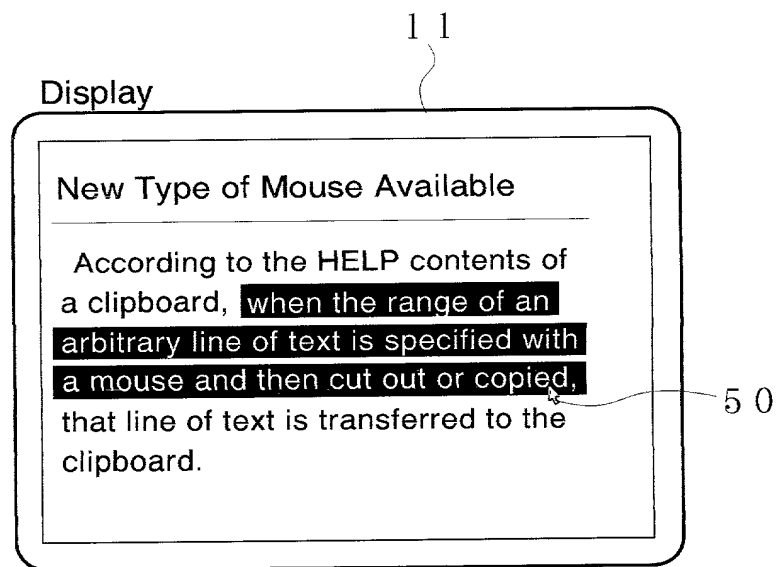 1 1
Display
New Type of Mouse Available
According to the HELP contents of
a clipboard, when the range of an
arbitrary line of text is specified with
a mouse and then cut out or copied,
that line of text is transferred to the
clipboard.
5 0